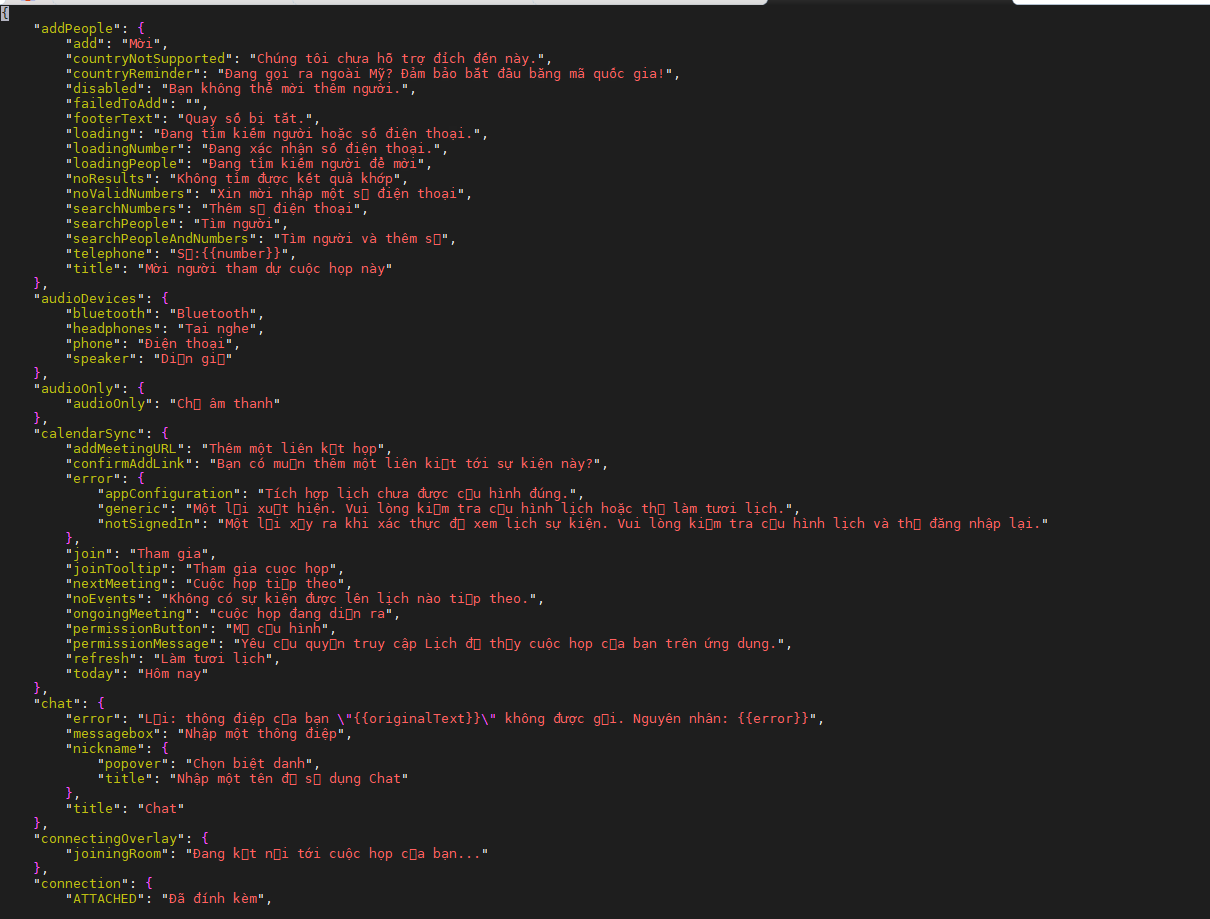 {
"addPeople": {
"add": "Mời",
"countryNotSupported": "Chúng tôi chưa hỗ trợ đích đến này.",
"countryReminder": "Đang gọi ra ngoài Mỹ? Đảm bảo bắt đầu bằng mã quốc gia!",
"disabled": "Bạn không thể mời thêm người.",
"failedToAdd": "",
"footerText": "Quay số bị tắt.",
"loading": "Đang tìm kiếm người hoặc số điện thoại.",
"loadingNumber": "Đang xác nhận số điện thoại.",
"loadingPeople": "Đang tìm kiếm người để mời",
"noResults": "Không tìm được kết quả khớp",
"noValidNumbers": "Xin mời nhập một s□ điện thoại",
"searchNumbers": "Thêm s□ điện thoại",
"searchPeople": "Tìm người",
"searchPeopleAndNumbers": "Tìm người và thêm s□",
"telephone": "S□:{{number}}",
"title": "Mời người tham dự cuộc họp này"
},
"audioDevices": {
"bluetooth": "Bluetooth",
"headphones": "Tai nghe",
"phone": "Điện thoại",
"speaker": "Di□n gi□"
},
"audioOnly": {
"audioOnly": "Ch□ âm thanh"
},
"calendarSync": {
"addMeetingURL": "Thêm một liên k□t họp",
"confirmAddLink": "Bạn có mu□n thêm một liên ki□t tới sự kiện này?",
"error": {
"appConfiguration": "Tích hợp lịch chưa được c□u hình đúng.",
"generic": "Một l□i xu□t hiện. Vui lòng ki□m tra c□u hình lịch hoặc th□ làm tươi lịch.",
"notSignedIn": "Một l□i x□y ra khi xác thực đ□ xem lịch sự kiện. Vui lòng ki□m tra c□u hình lịch và th□ đăng nhập lại."
},
"join": "Tham gia",
"joinTooltip": "Tham gia cuọc họp",
"nextMeeting": "Cuộc họp ti□p theo",
"noEvents": "Không có sự kiện được lên lịch nào ti□p theo.",
"ongoingMeeting": "cuộc họp đang di□n ra",
"permissionButton": "M□ c□u hình",
"permissionMessage": "Yêu c□u quy□n truy cập Lịch đ□ th□y cuộc họp c□a bạn trên ứng dụng.",
"refresh": "Làm tươi lịch",
"today": "Hôm nay"
},
"chat": {
"error": "L□i: thông điệp c□a bạn \"{{originalText}}\" không được g□i. Nguyên nhân: {{error}}",
"messagebox": "Nhập một thông điệp",
"nickname": {
"popover": "Chọn biệt danh",
"title": "Nhập một tên đ□ s□ dụng Chat"
},
"title": "Chat"
},
"connectingOverlay": {
"joiningRoom": "Đang k□t n□i tới cuộc họp c□a bạn..."
},
"connection": {
"ATTACHED": "Đã đính kèm",